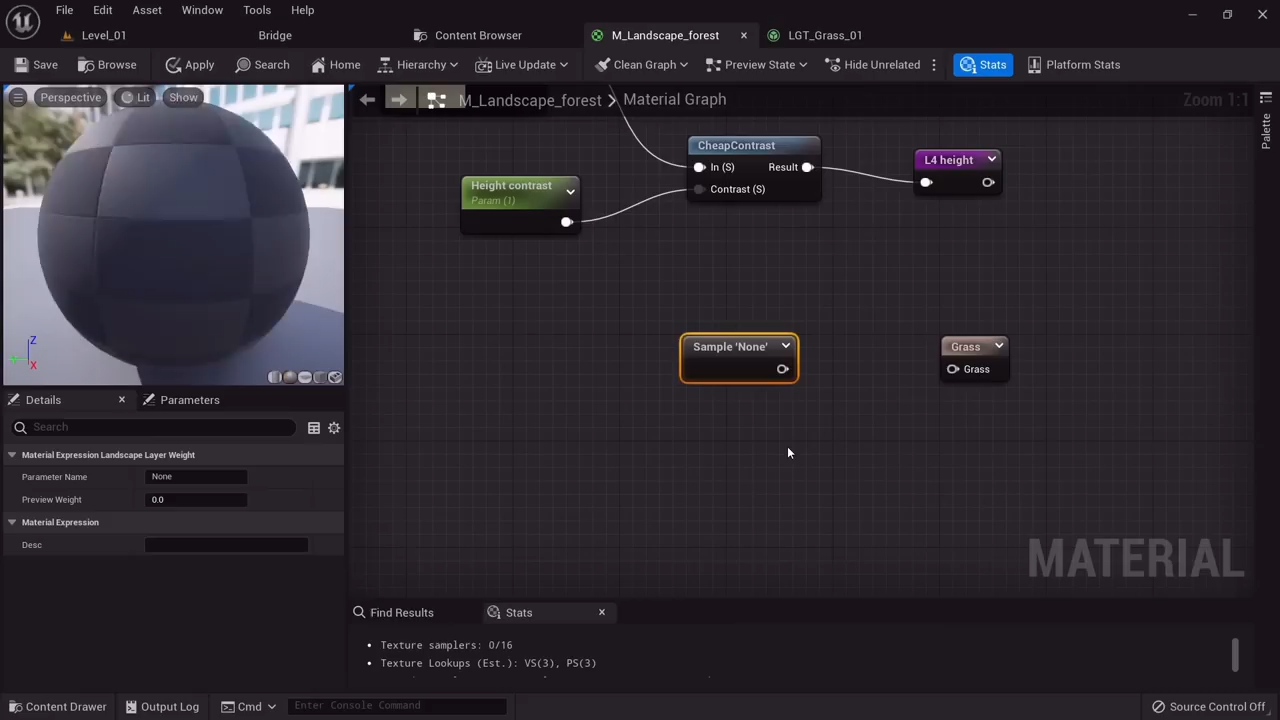 File Edit Asset Window Tools Help
Level_01 Bridge Content Browser M_Landscape_forest LGT_Grass_01
Save Browse Apply Search Home Hierarchy Live Update Clean Graph Preview State Hide Unrelated Stats Platform Stats
Perspective Lit Show
M_Landscape_forest Material Graph Zoom 1:1
Palette
CheapContrast
In (S) Result
Contrast (S)
L4 height
Height contrast
Param (1)
Sample 'None'
Grass
Grass
Z
X
Details Parameters
Search
Material Expression Landscape Layer Weight
Parameter Name None
Preview Weight 0.0
Material Expression
Desc
MATERIAL
Find Results Stats
Texture samplers: 0/16
Texture Lookups (Est.): VS(3), PS(3)
Content Drawer Output Log Cmd Enter Console Command Source Control Off